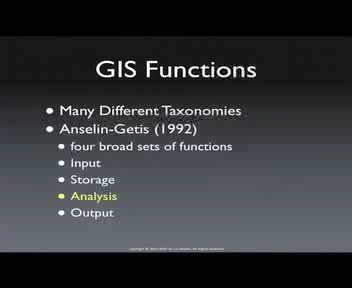 GIS Functions
Many Different Taxonomies
Anselin-Getis (1992)
four broad sets of functions
Input
Storage
Analysis
Output